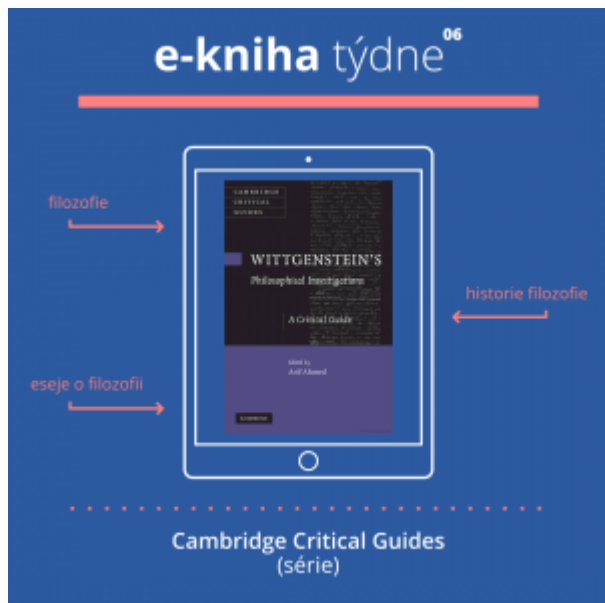 e-kniha týdne 06
filozofie
CAMBRIDGE
CRITICAL
GUIDES
WITTGENSTEIN'S
Philosophical Investigations
A Critical Guide
historie filozofie
Edited by
Arif Ahmed
eseje o filozofii
CAMBRIDGE
Cambridge Critical Guides
(série)